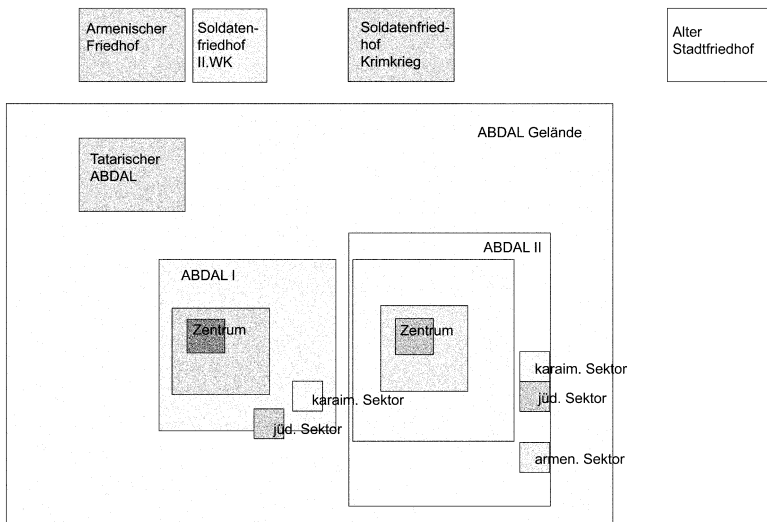 Armenischer
Friedhof
Soldaten-
friedhof
II.WK
Soldatenfried-
hof
Krimkrieg
Alter
Stadtfriedhof
ABDAL Gelände
Tatarischer
ABDAL
ABDAL I
Zentrum
karaim. Sektor
jüd. Sektor
ABDAL II
Zentrum
karaim. Sektor
jüd. Sektor
armen. Sektor